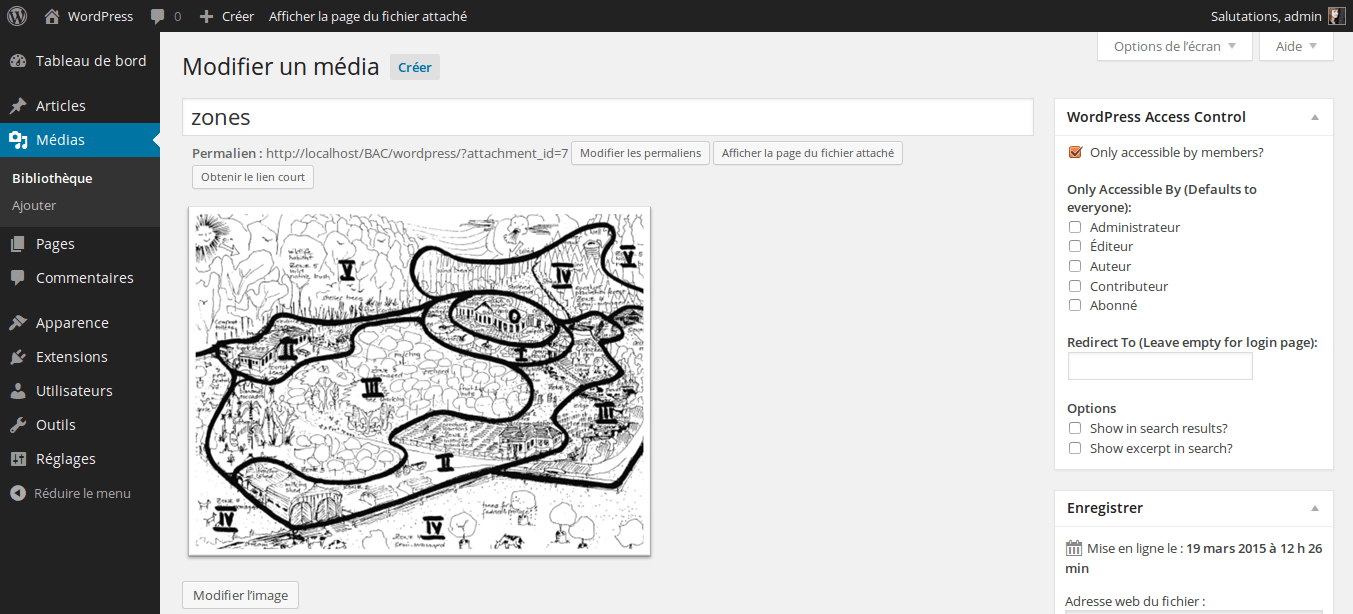 WordPress 0 Créer Afficher la page du fichier attaché Salutations, admin
Options de l'écran Aide
Tableau de bord
Articles
Médias
Bibliothèque
Ajouter
Pages
Commentaires
Apparence
Extensions
Utilisateurs
Outils
Réglages
Réduire le menu
Modifier un média Créer
zones
Permalien : http://localhost/BAC/wordpress/?attachment_id=7 Modifier les permaliens Afficher la page du fichier attaché
Obtenir le lien court
V
IV
V
O
I
II
III
III
II
IV
IV
Modifier l'image
WordPress Access Control
Only accessible by members?
Only Accessible By (Defaults to
everyone):
Administrateur
Éditeur
Auteur
Contributeur
Abonné
Redirect To (Leave empty for login page):
Options
Show in search results?
Show excerpt in search?
Enregistrer
Mise en ligne le : 19 mars 2015 à 12 h 26
min
Adresse web du fichier :